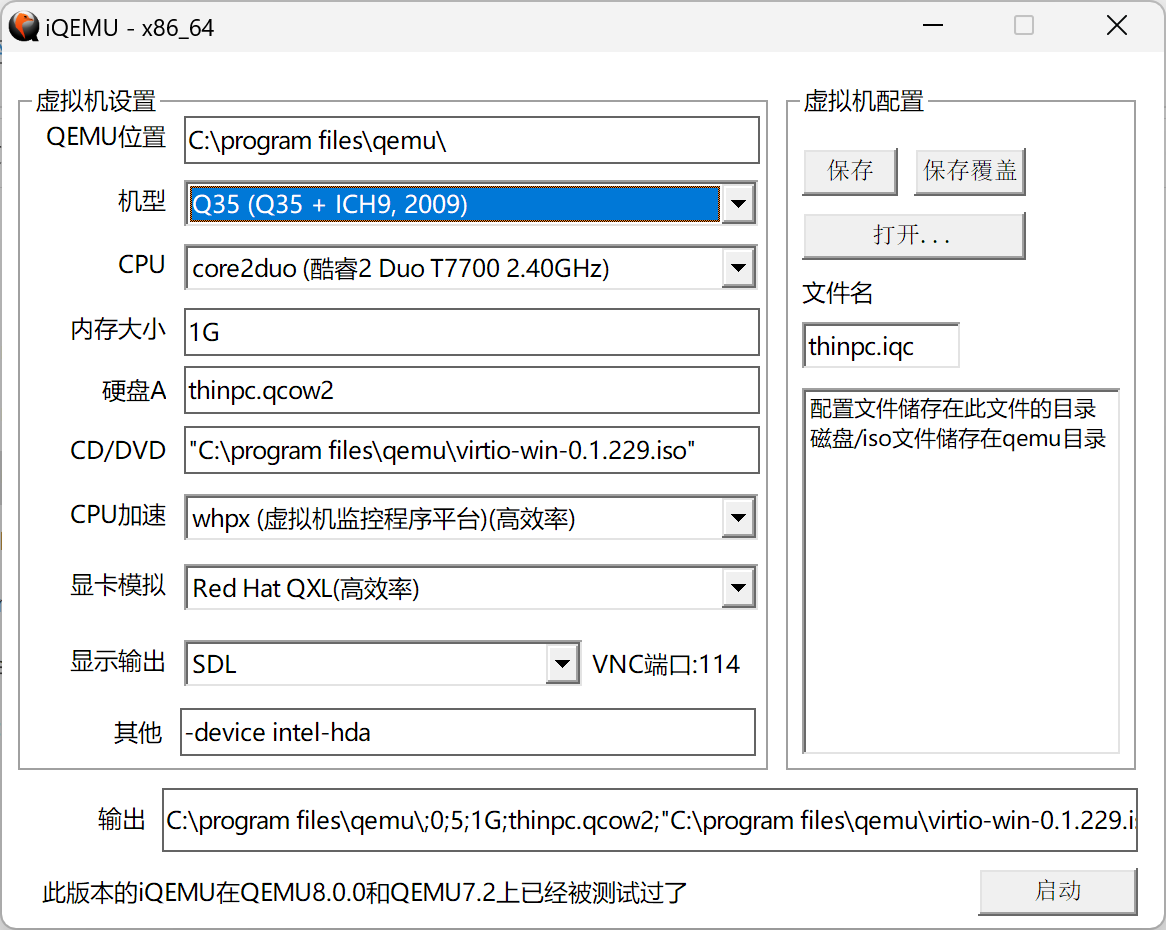 iQEMU - x86_64
虚拟机设置
QEMU位置
C:\program files\qemu\
机型
Q35 (Q35 + ICH9, 2009)
CPU
core2duo (酷睿2 Duo T7700 2.40GHz)
内存大小
1G
硬盘A
thinpc.qcow2
CD/DVD
"C:\program files\qemu\virtio-win-0.1.229.iso"
CPU加速
whpx (虚拟机监控程序平台)(高效率)
显卡模拟
Red Hat QXL(高效率)
显示输出
SDL
VNC端口:114
其他
-device intel-hda
虚拟机配置
保存
保存覆盖
打开...
文件名
thinpc.iqc
配置文件储存在此文件的目录
磁盘/iso文件储存在qemu目录
输出
C:\program files\qemu\;0;5;1G;thinpc.qcow2;"C:\program files\qemu\virtio-win-0.1.229.i
此版本的iQEMU在QEMU8.0.0和QEMU7.2上已经被测试过了
启动